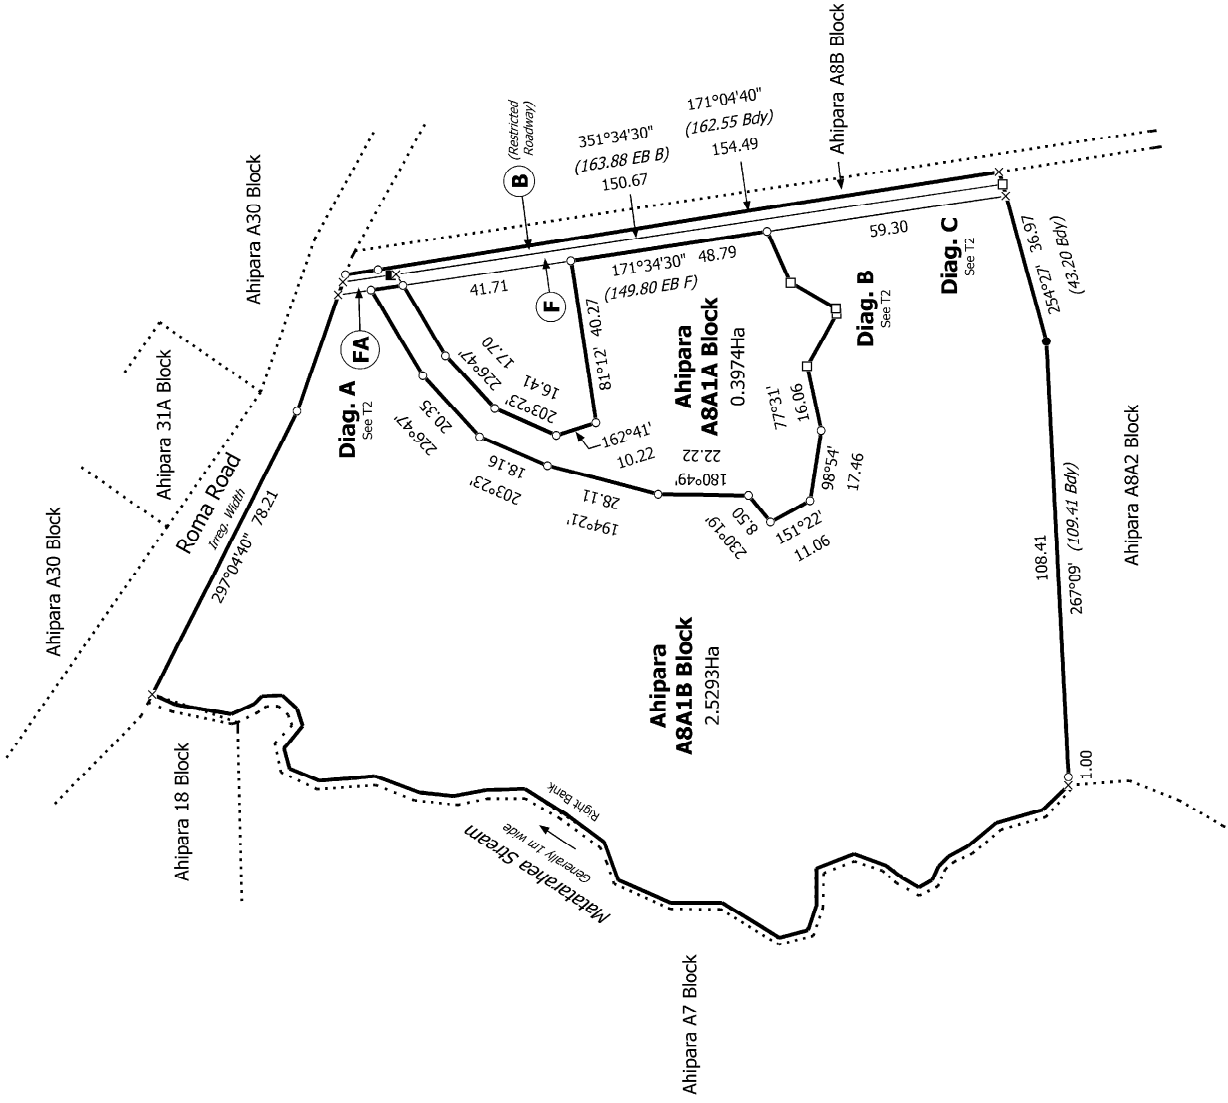 Ahipara A30 Block
Ahipara 31A Block
Ahipara A30 Block
Roma Road
Irreg. Width
297°04'40" 78.21
Ahipara 18 Block
B
(Restricted
Roadway)
351°34'30"
(163.88 EB B)
150.67
171°04'40"
(162.55 Bdy)
154.49
Ahipara A8B Block
FA
Diag. A
See T2
F
41.71
171°34'30" 48.79
(149.80 EB F)
59.30
Diag. C
See T2
Diag. B
See T2
254°27' 36.97
(43.20 Bdy)
226°47'
17.70
203°23'
16.41
81°12' 40.27
162°41'
10.22
226°47'
20.35
203°23'
18.16
194°21'
28.11
180°49'
22.22
230°19'
8.50
151°22'
11.06
98°54'
17.46
77°31'
16.06
Ahipara
A8A1A Block
0.3974Ha
Ahipara
A8A1B Block
2.5293Ha
108.41
267°09' (109.41 Bdy)
1.00
Ahipara A8A2 Block
Right Bank
Generally 1m wide
Matatarahea Stream
Ahipara A7 Block